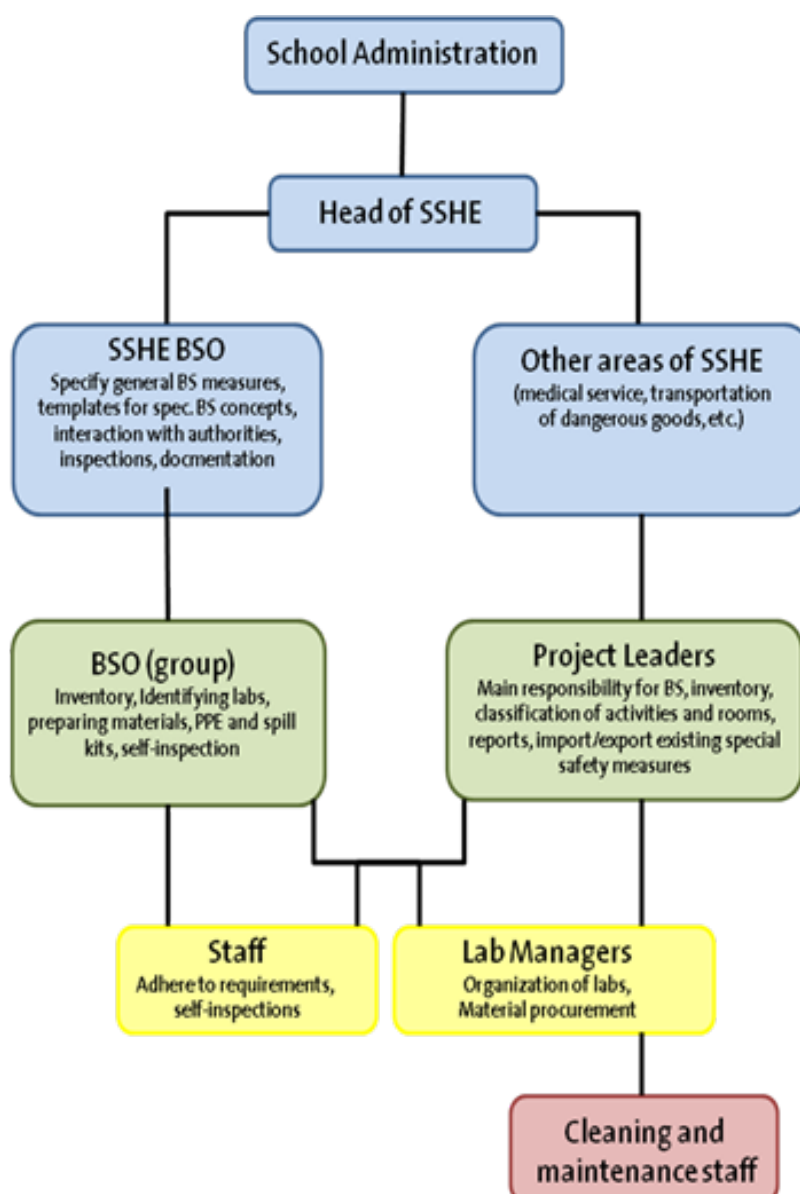 School Administration
Head of SSHE
SSHE BSO
Specify general BS measures,
templates for spec. BS concepts,
interaction with authorities,
inspections, docmentation
Other areas of SSHE
(medical service, transportation
of dangerous goods, etc.)
BSO (group)
Inventory, Identifying labs,
preparing materials, PPE and spill
kits, self-inspection
Project Leaders
Main responsibility for BS, inventory,
classification of activities and rooms,
reports, import/export existing special
safety measures
Staff
Adhere to requirements,
self-inspections
Lab Managers
Organization of labs,
Material procurement
Cleaning and
maintenance staff